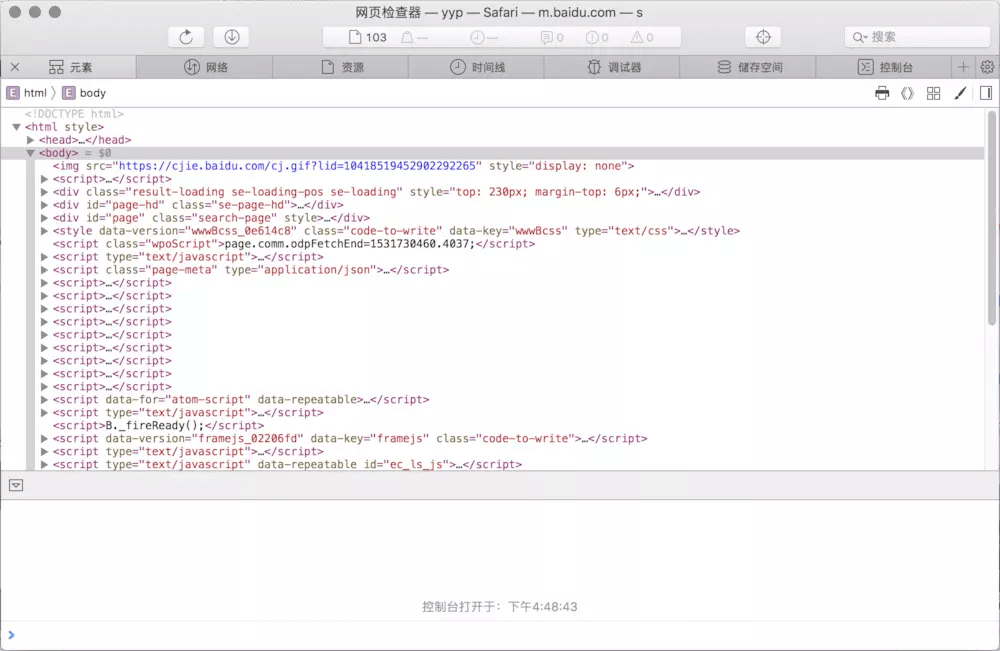 网页检查器 — yyp — Safari — m.baidu.com — s
103 — — 0 0 0 搜索
元素 网络 资源 时间线 调试器 储存空间 控制台
E html 〉 E body
<!DOCTYPE html>
<html style>
<head>…</head>
<body> = $0
<img src="https://cjie.baidu.com/cj.gif?lid=10418519452902292265" style="display: none">
<script>…</script>
<div class="result-loading se-loading-pos se-loading" style="top: 230px; margin-top: 6px;">…</div>
<div id="page-hd" class="se-page-hd">…</div>
<div id="page" class="search-page" style>…</div>
<style data-version="wwwBcss_0e614c8" class="code-to-write" data-key="wwwBcss" type="text/css">…</style>
<script class="wpoScript">page.comm.odpFetchEnd=1531730460.4037;</script>
<script type="text/javascript">…</script>
<script class="page-meta" type="application/json">…</script>
<script>…</script>
<script>…</script>
<script>…</script>
<script>…</script>
<script>…</script>
<script>…</script>
<script>…</script>
<script>…</script>
<script>…</script>
<script data-for="atom-script" data-repeatable>…</script>
<script type="text/javascript">…</script>
<script>B._fireReady();</script>
<script data-version="framejs_02206fd" data-key="framejs" class="code-to-write">…</script>
<script type="text/javascript">…</script>
<script type="text/javascript" data-repeatable id="ec_ls_js">…</script>
控制台打开于：下午4:48:43